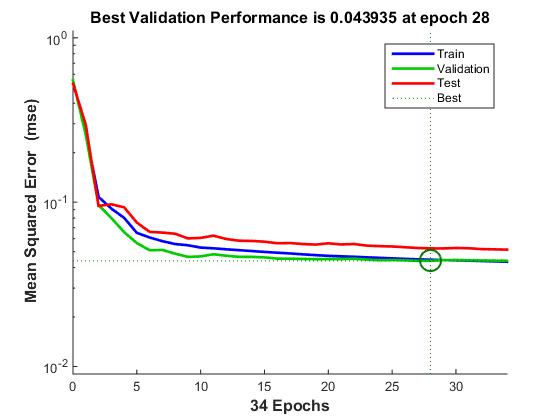 Best Validation Performance is 0.043935 at epoch 28
Mean Squared Error (mse)
10^0
10^-1
10^-2
Train
Validation
Test
Best
0 5 10 15 20 25 30
34 Epochs